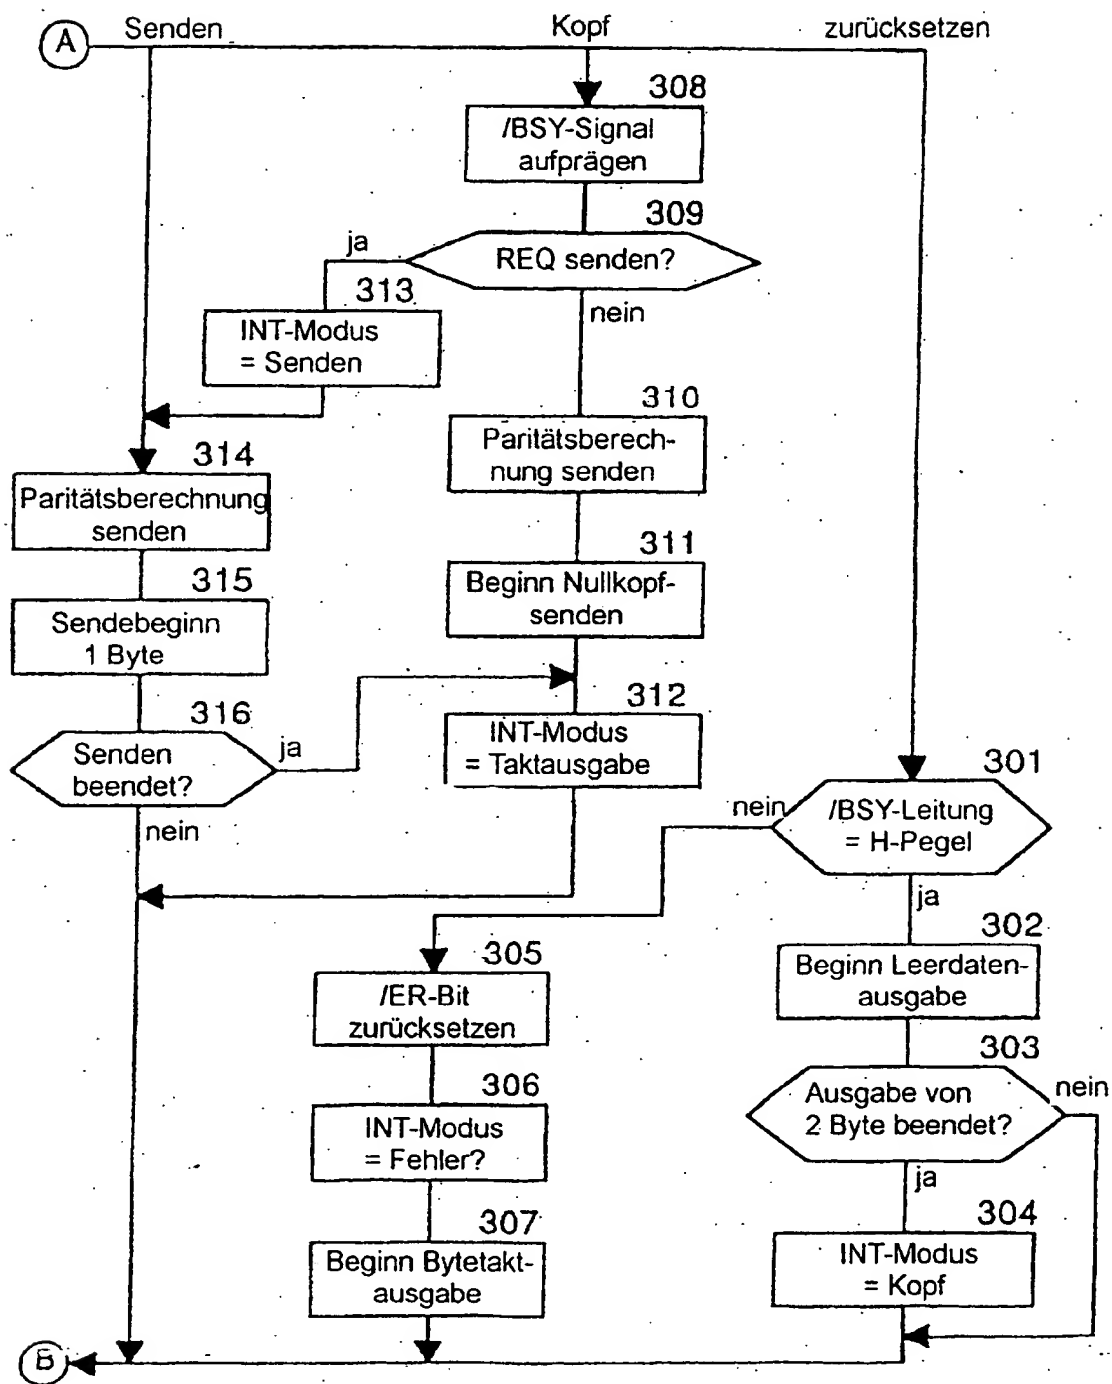 A
Senden
Kopf
zurücksetzen
308
/BSY-Signal
aufprägen
309
REQ senden?
ja
nein
313
INT-Modus
= Senden
310
Paritätsberech-
nung senden
314
Paritätsberechnung
senden
311
Beginn Nullkopf-
senden
315
Sendebeginn
1 Byte
316
Senden
beendet?
ja
nein
312
INT-Modus
= Taktausgabe
301
/BSY-Leitung
= H-Pegel
nein
ja
302
Beginn Leerdaten-
ausgabe
305
/ER-Bit
zurücksetzen
303
Ausgabe von
2 Byte beendet?
nein
ja
306
INT-Modus
= Fehler?
304
INT-Modus
= Kopf
307
Beginn Bytetakt-
ausgabe
B